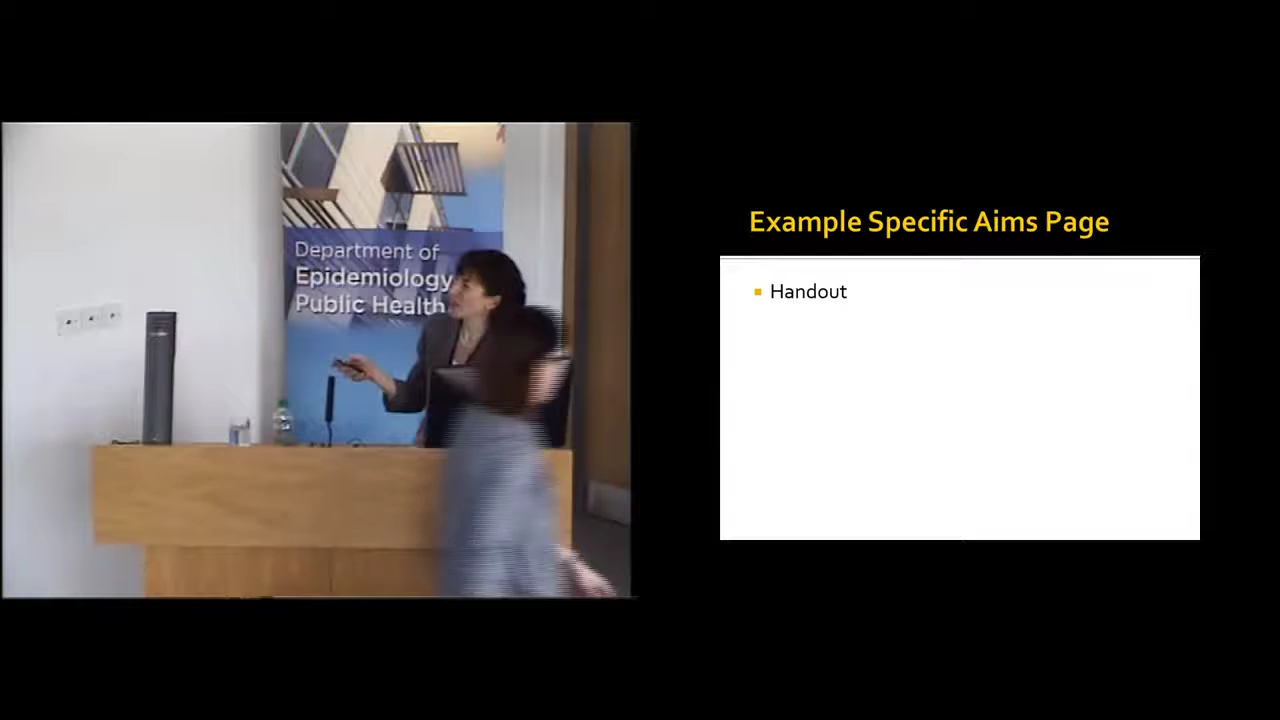 Department of
Epidemiology
Public Health
Example Specific Aims Page
Handout